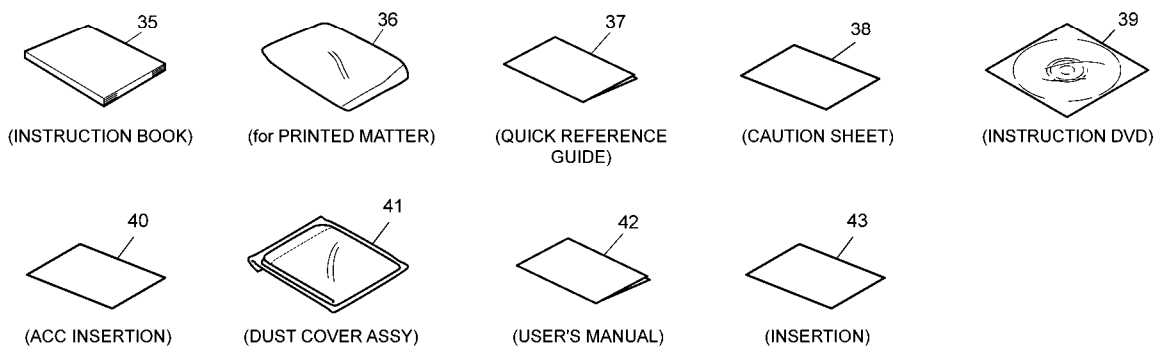 35
36
37
38
39
(INSTRUCTION BOOK)
(for PRINTED MATTER)
(QUICK REFERENCE
GUIDE)
(CAUTION SHEET)
(INSTRUCTION DVD)
40
41
42
43
(ACC INSERTION)
(DUST COVER ASSY)
(USER'S MANUAL)
(INSERTION)